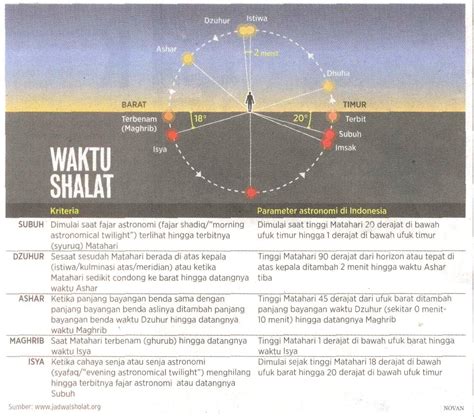 Dzuhur
Istiwa
Ashar
2 menit
Dhuha
BARAT
TIMUR
Terbenam
(Maghrib)
18°
20°
Terbit
Subuh
Imsak
Isya
WAKTU
SHALAT
Kriteria
Parameter astronomi di Indonesia
SUBUH
Dimulai saat fajar astronomi (fajar shadiq/"morning
astronomical twilight") terlihat hingga terbitnya
(syuruq) Matahari
Dimulai saat tinggi Matahari 20 derajat di bawah
ufuk timur hingga 1 derajat di bawah ufuk timur
DZUHUR
Sesaat sesudah Matahari berada di atas kepala
(istiwa/kulminasi atas/meridian) atau ketika
Matahari sedikit condong ke barat hingga datangnya
waktu Ashar
Tinggi Matahari 90 derajat dari horizon atau tepat di
atas kepala ditambah 2 menit hingga waktu Ashar
tiba
ASHAR
Ketika panjang bayangan benda sama dengan
panjang bayangan benda aslinya ditambah panjang
bayangan benda waktu Dzuhur hingga datangnya
waktu Maghrib
Tinggi Matahari 45 derajat dari ufuk barat ditambah
panjang bayangan waktu Dzuhur (sekitar 0 menit-
10 menit) hingga datangnya Maghrib
MAGHRIB
Saat Matahari terbenam (ghurub) hingga datangnya
waktu Isya
Tinggi Matahari 1 derajat di bawah ufuk barat hingga
waktu Isya
ISYA
Ketika cahaya senja atau senja astronomi
(syafaq/"evening astronomical twilight") menghilang
hingga terbitnya fajar astronomi atau datangnya
Subuh
Dimulai sejak tinggi Matahari 18 derajat di bawah
ufuk barat hingga 20 derajat di bawah ufuk timur
Sumber: www.jadwalsholat.org
NOVAN